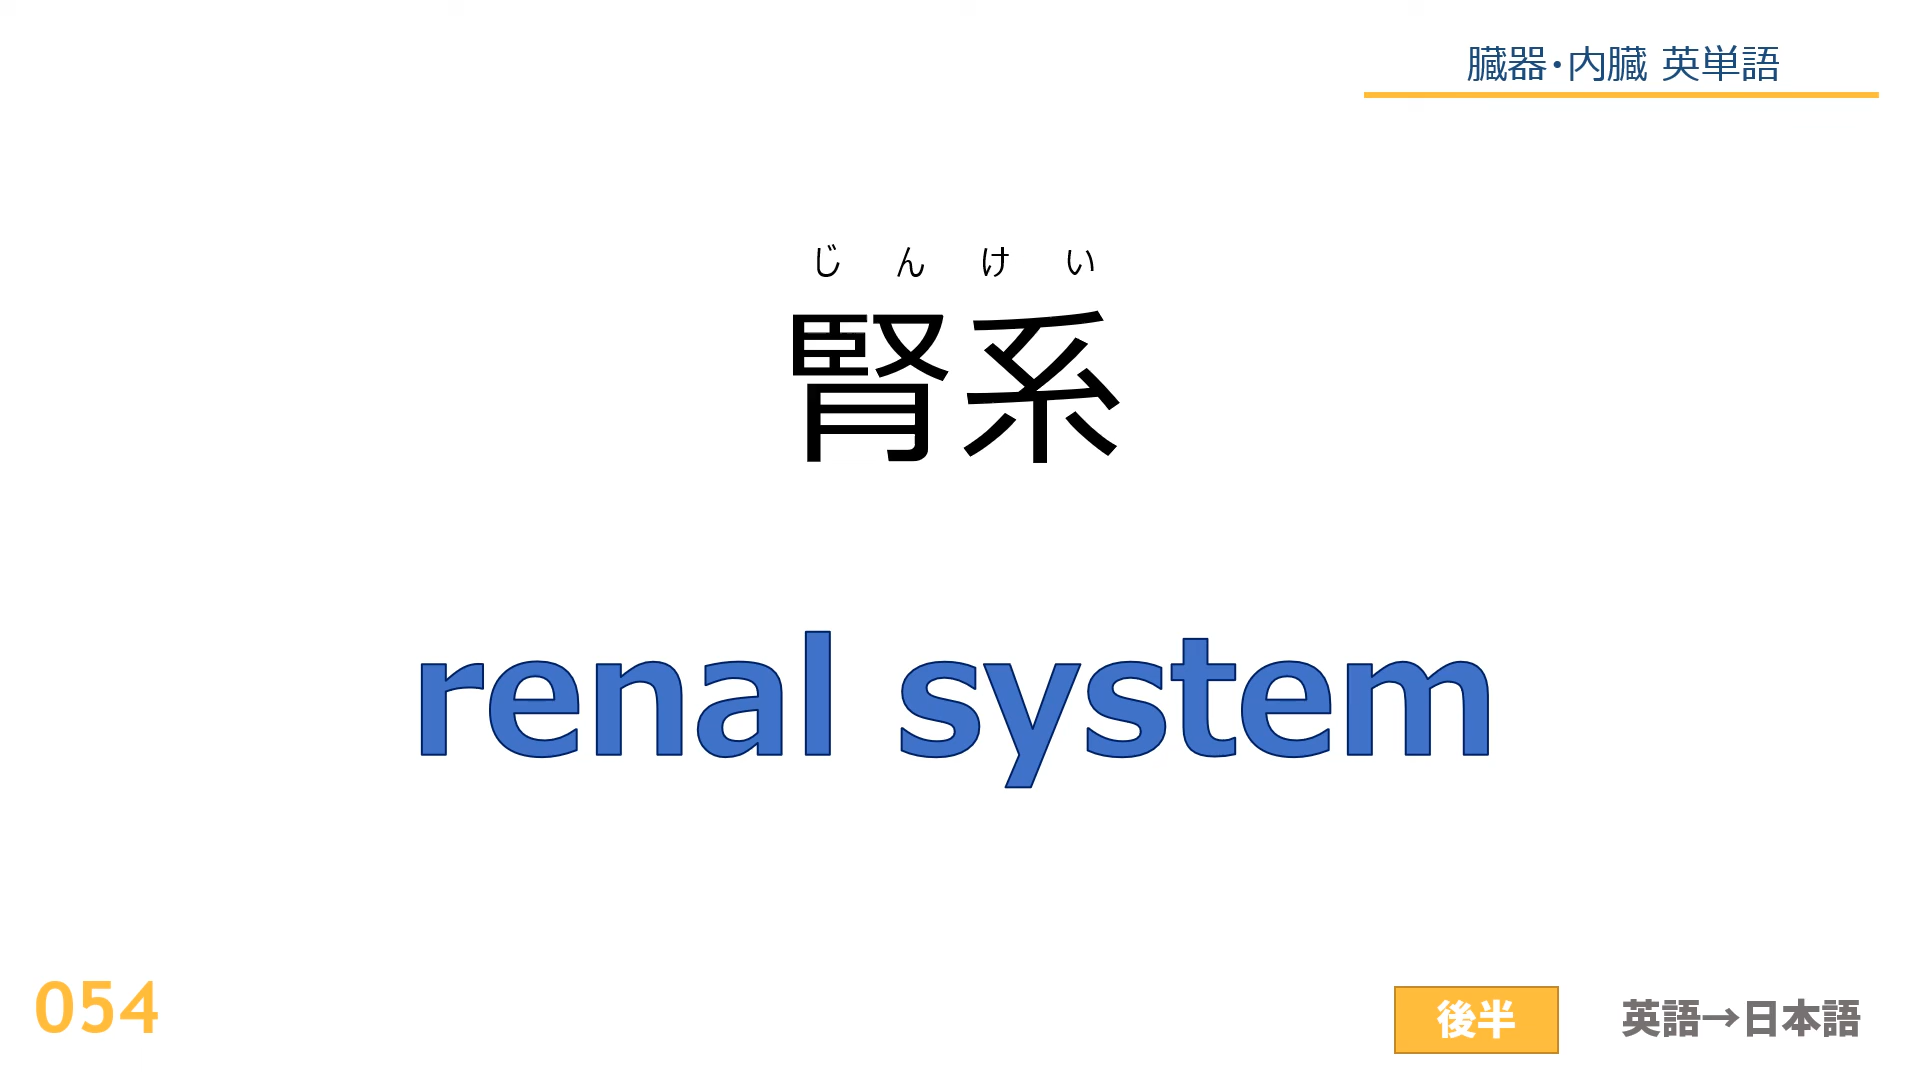 臓器・内臓 英単語
じんけい
腎系
renal system
054
後半
英語→日本語